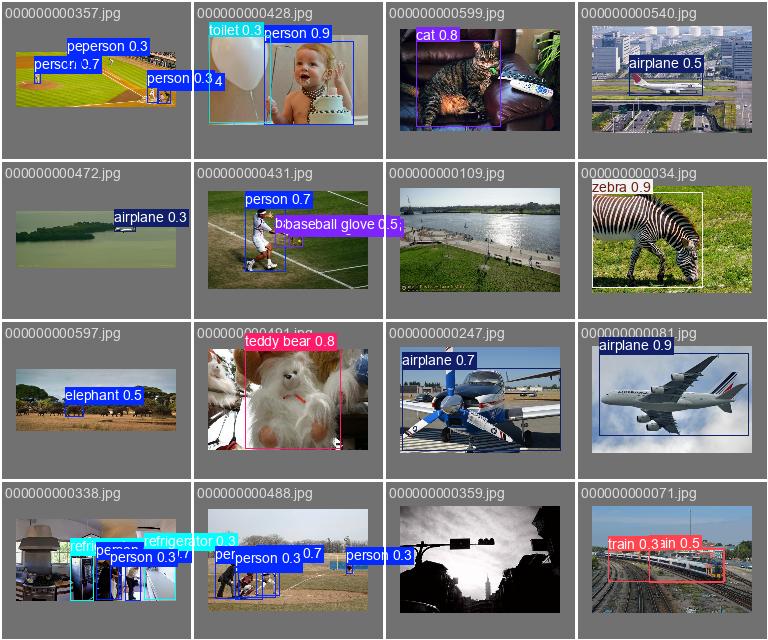 000000000357.jpg
peperson 0.3
person 0.7
person 0.3
4
000000000428.jpg
toilet 0.3
person 0.9
000000000599.jpg
cat 0.8
000000000540.jpg
airplane 0.5
000000000472.jpg
airplane 0.3
000000000431.jpg
person 0.7
baseball glove 0.5
000000000109.jpg
000000000034.jpg
zebra 0.9
000000000597.jpg
elephant 0.5
000000000491.jpg
teddy bear 0.8
000000000247.jpg
airplane 0.7
000000000081.jpg
airplane 0.9
000000000338.jpg
refri
person
refrigerator 0.3
person 0.3
.7
000000000488.jpg
per
person 0.3
0.7
person 0.3
000000000359.jpg
000000000071.jpg
train 0.3
ain 0.5